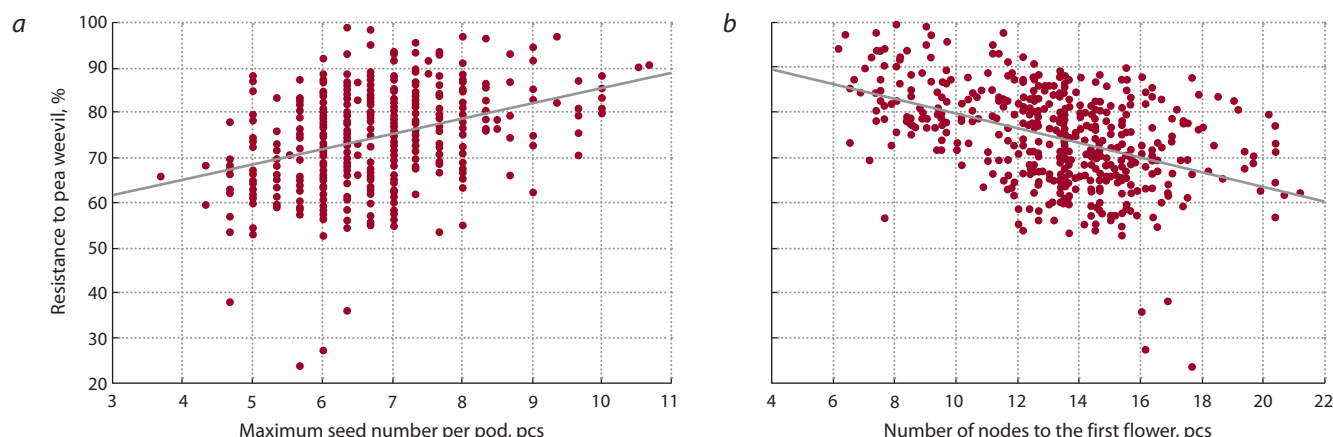 a
b
Resistance to pea weevil, %
100
90
80
70
60
50
40
30
20
3 4 5 6 7 8 9 10 11
Maximum seed number per pod, pcs
4 6 8 10 12 14 16 18 20 22
Number of nodes to the first flower, pcs